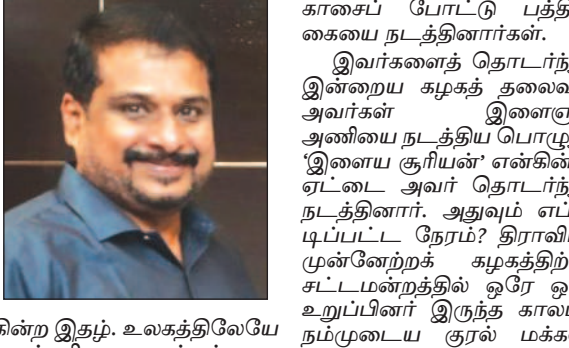 காசைப் போட்டு பத்தி
கையை நடத்தினார்கள்.
இவர்களைத் தொடர்ந்
இன்றைய கழகத் தலைவ
அவர்கள் இளைஞ
அணியை நடத்திய பொழு
‘இளைய சூரியன்’ என்கின்
ஏட்டை அவர் தொடர்ந்
நடத்தினார். அதுவும் எப்
டிப்பட்ட நேரம்? திராவி
முன்னேற்றக் கழகத்திற்
சட்டமன்றத்தில் ஒரே ஒ
உறுப்பினர் இருந்த கால
நம்முடைய குரல் மக்க
கின்ற இதழ். உலகத்திலேயே